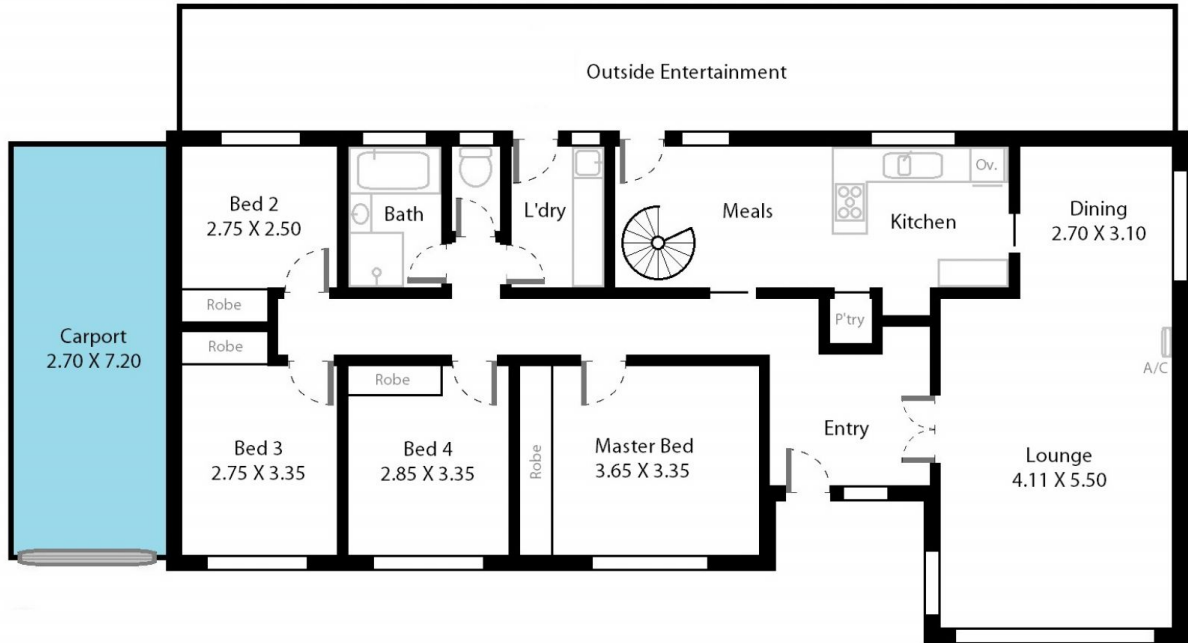 Outside Entertainment
Bed 2
2.75 X 2.50
Bath
L'dry
Meals
Ov.
Kitchen
Dining
2.70 X 3.10
Robe
Robe
Carport
2.70 X 7.20
P'try
A/C
Robe
Bed 3
2.75 X 3.35
Bed 4
2.85 X 3.35
Robe
Master Bed
3.65 X 3.35
Entry
Lounge
4.11 X 5.50